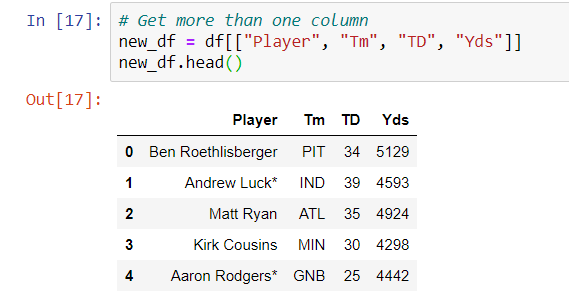 In [17]: # Get more than one column
new_df = df[["Player", "Tm", "TD", "Yds"]]
new_df.head()
Out[17]:
Player Tm TD Yds
0 Ben Roethlisberger PIT 34 5129
1 Andrew Luck* IND 39 4593
2 Matt Ryan ATL 35 4924
3 Kirk Cousins MIN 30 4298
4 Aaron Rodgers* GNB 25 4442